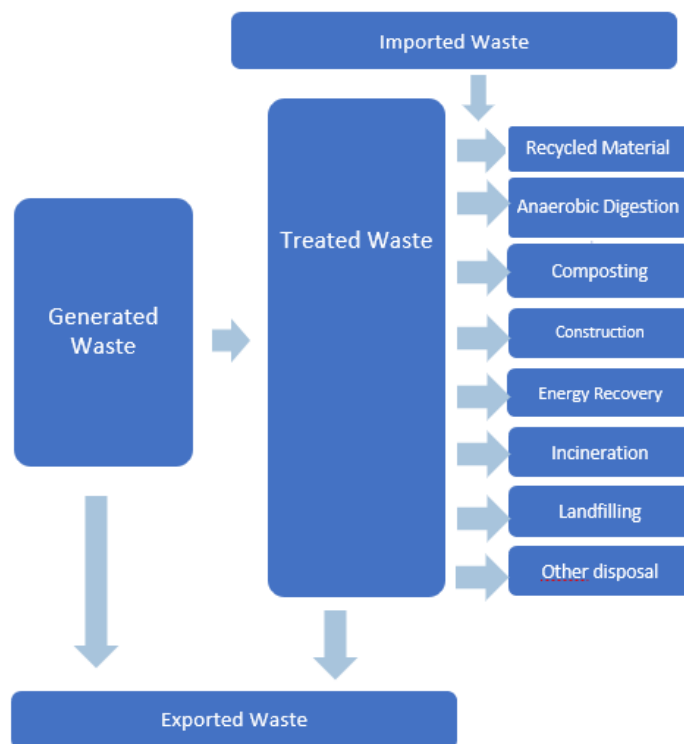 Imported Waste
Generated
Waste
Treated Waste
Recycled Material
Anaerobic Digestion
Composting
Construction
Energy Recovery
Incineration
Landfilling
Other disposal
Exported Waste